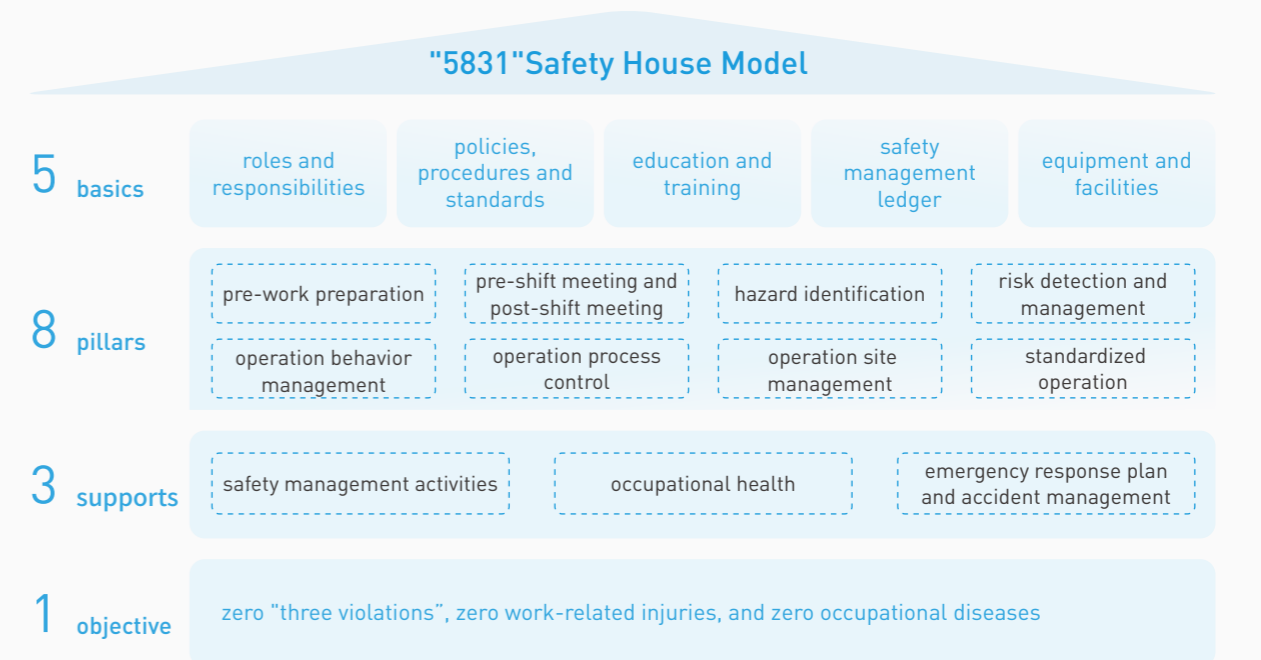 "5831"Safety House Model
5 basics
roles and
responsibilities
policies,
procedures and
standards
education and
training
safety
management
ledger
equipment and
facilities
8 pillars
pre-work preparation
pre-shift meeting and
post-shift meeting
hazard identification
risk detection and
management
operation behavior
management
operation process
control
operation site
management
standardized
operation
3 supports
safety management activities
occupational health
emergency response plan
and accident management
1 objective
zero "three violations”, zero work-related injuries, and zero occupational diseases